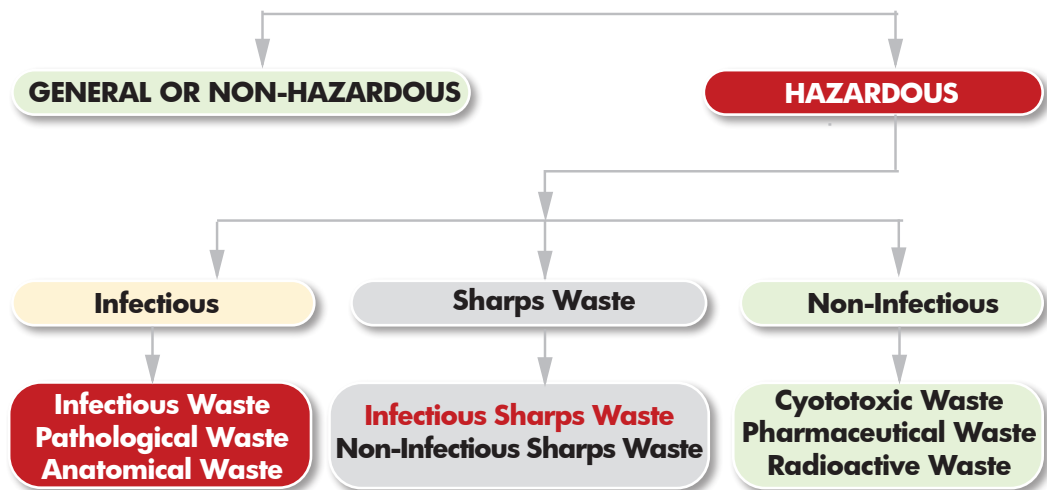 GENERAL OR NON-HAZARDOUS
HAZARDOUS
Infectious
Sharps Waste
Non-Infectious
Infectious Waste
Pathological Waste
Anatomical Waste
Infectious Sharps Waste
Non-Infectious Sharps Waste
Cyototoxic Waste
Pharmaceutical Waste
Radioactive Waste